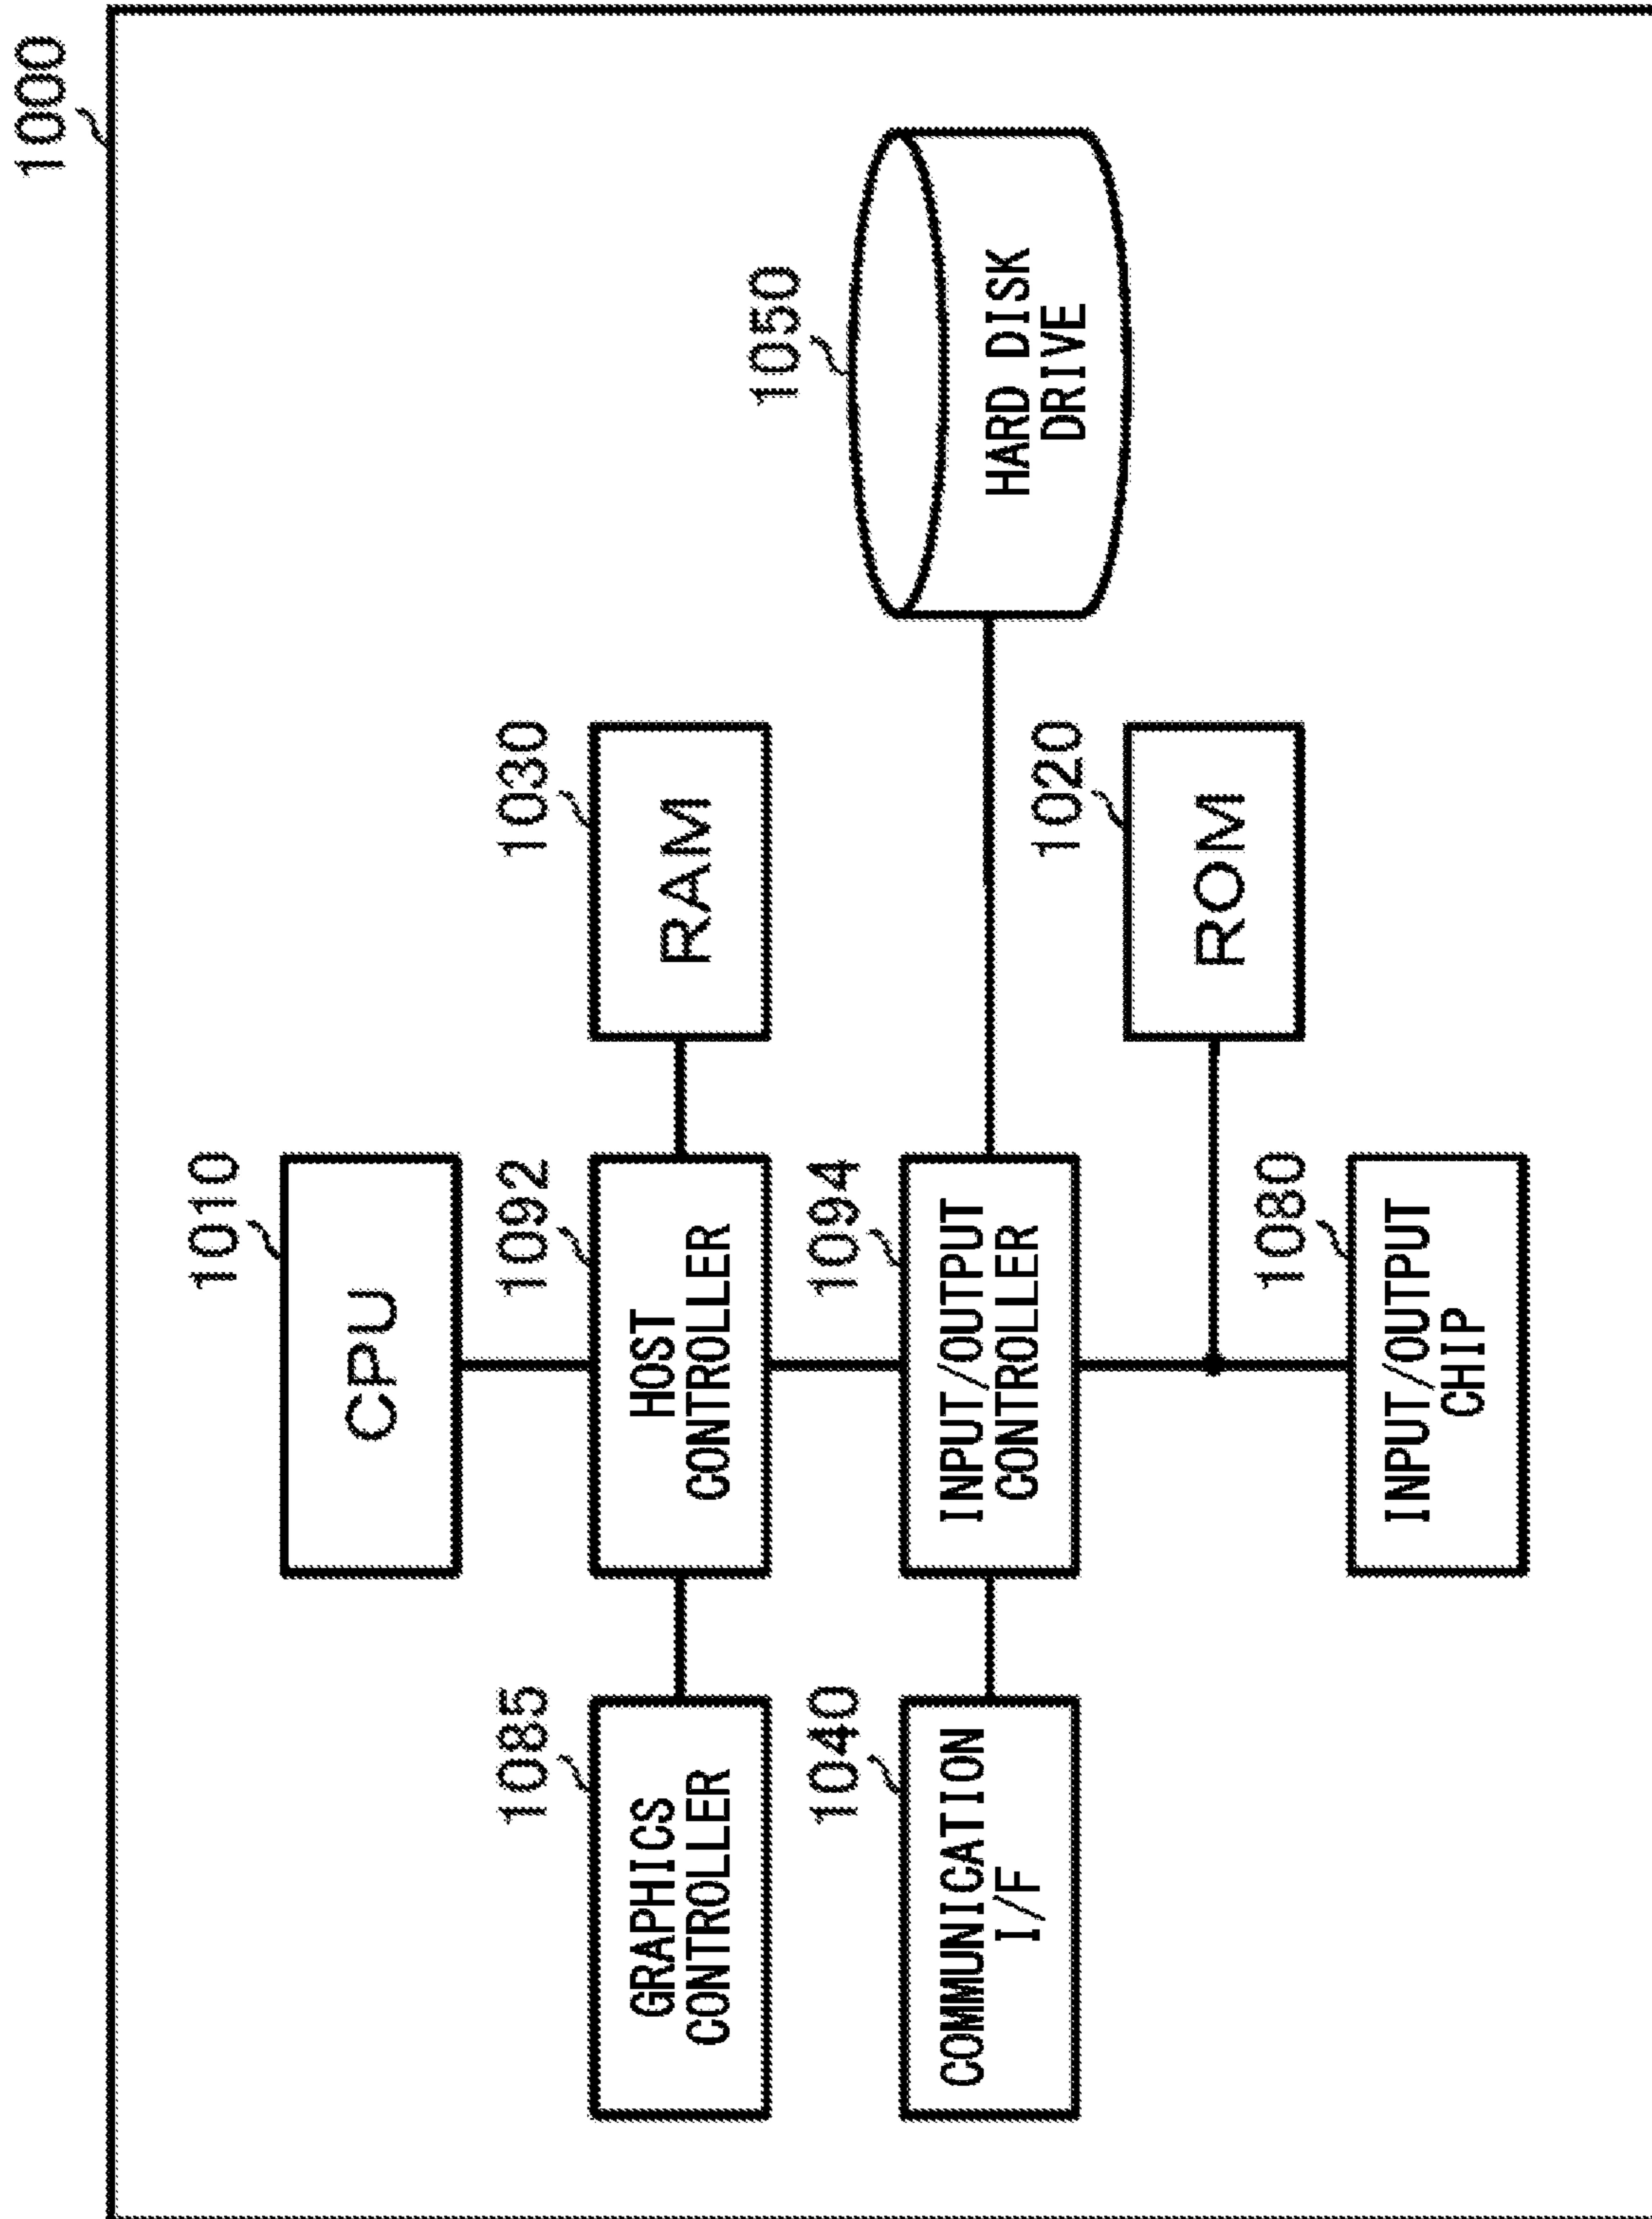 1000
1010
CPU
1085
GRAPHICS
CONTROLLER
1092
HOST
CONTROLLER
1030
RAM
1040
COMMUNICATION
I/F
1094
INPUT/OUTPUT
CONTROLLER
1050
HARD DISK
DRIVE
1020
ROM
1080
INPUT/OUTPUT
CHIP